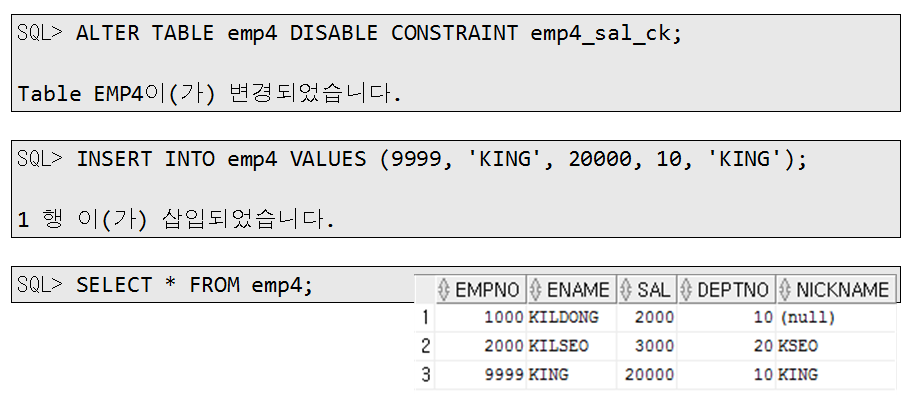 SQL> ALTER TABLE emp4 DISABLE CONSTRAINT emp4_sal_ck;
Table EMP4이(가) 변경되었습니다.
SQL> INSERT INTO emp4 VALUES (9999, 'KING', 20000, 10, 'KING');
1 행 이(가) 삽입되었습니다.
SQL> SELECT * FROM emp4;
EMPNO ENAME SAL DEPTNO NICKNAME
1 1000 KILDONG 2000 10 (null)
2 2000 KILSEO 3000 20 KSEO
3 9999 KING 20000 10 KING